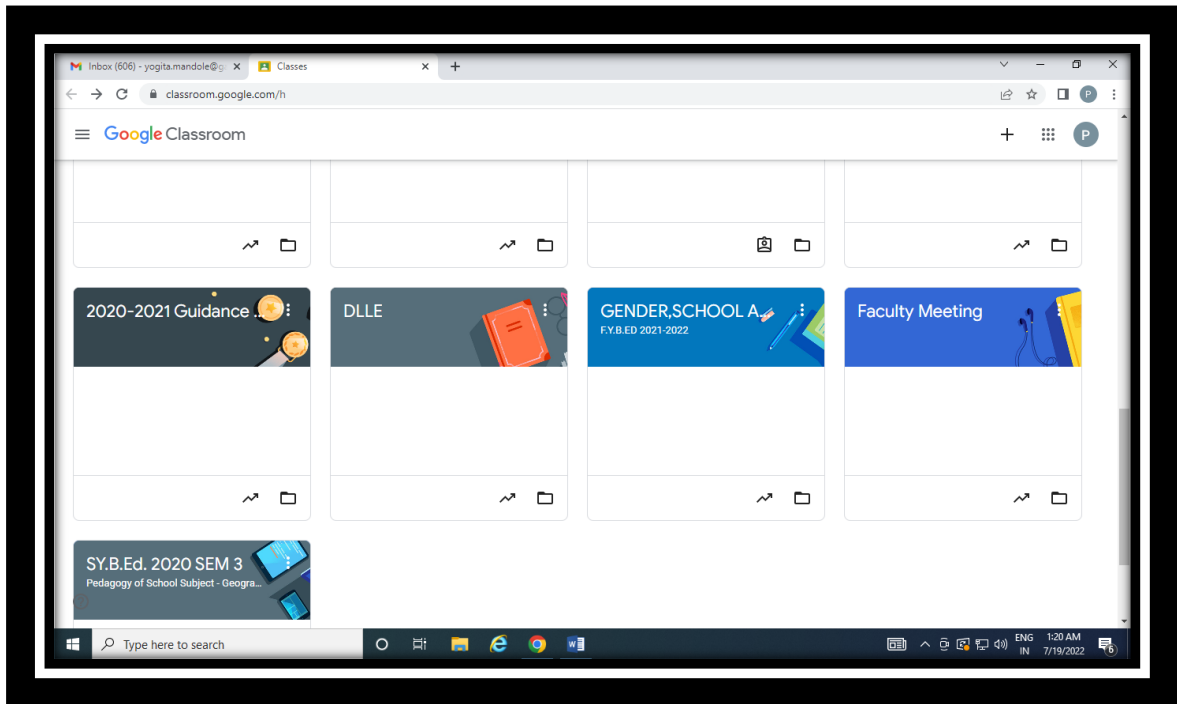 Inbox (606) - yogita.mandole@g
Classes
classroom.google.com/h
P
Google Classroom
P
2020-2021 Guidance ...
DLLE
GENDER,SCHOOL A...
F.Y.B.ED 2021-2022
Faculty Meeting
SY.B.Ed. 2020 SEM 3
Pedagogy of School Subject - Geogra...
Type here to search
ENG
IN
1:20 AM
7/19/2022
6